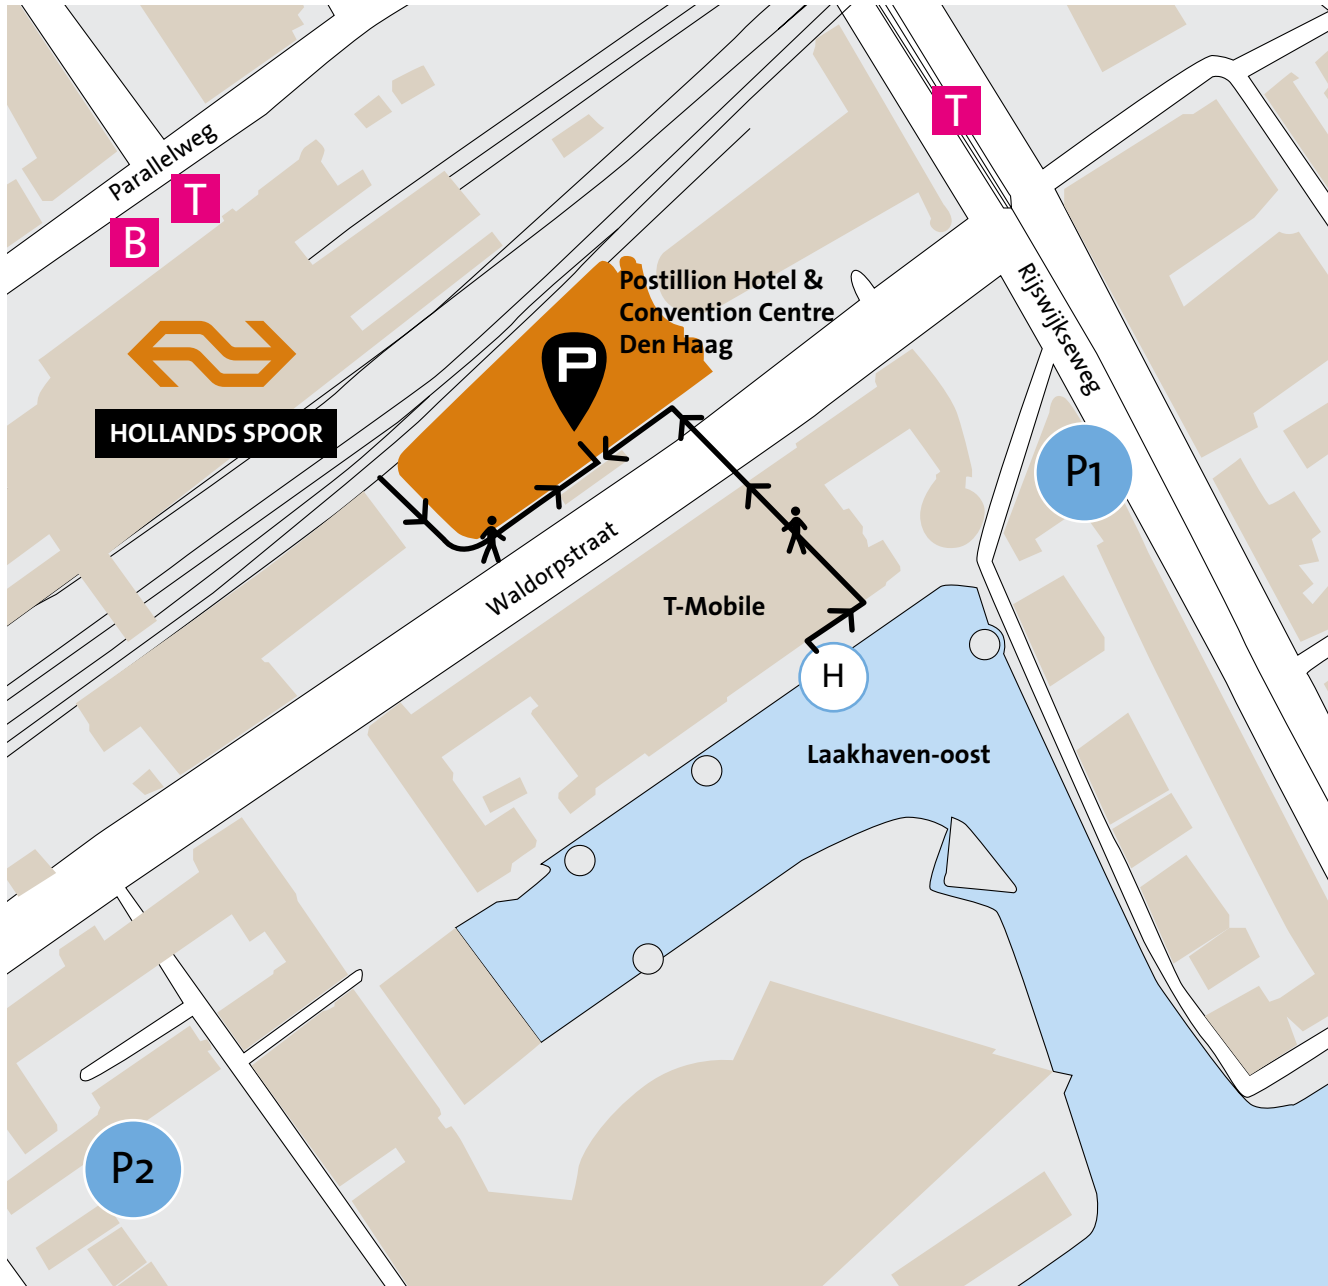 T
Parallelweg
T
B
Postillion Hotel &
Convention Centre
Den Haag
P
Rijswijkseweg
HOLLANDS SPOOR
P1
Waldorpstraat
T-Mobile
H
Laakhaven-oost
P2